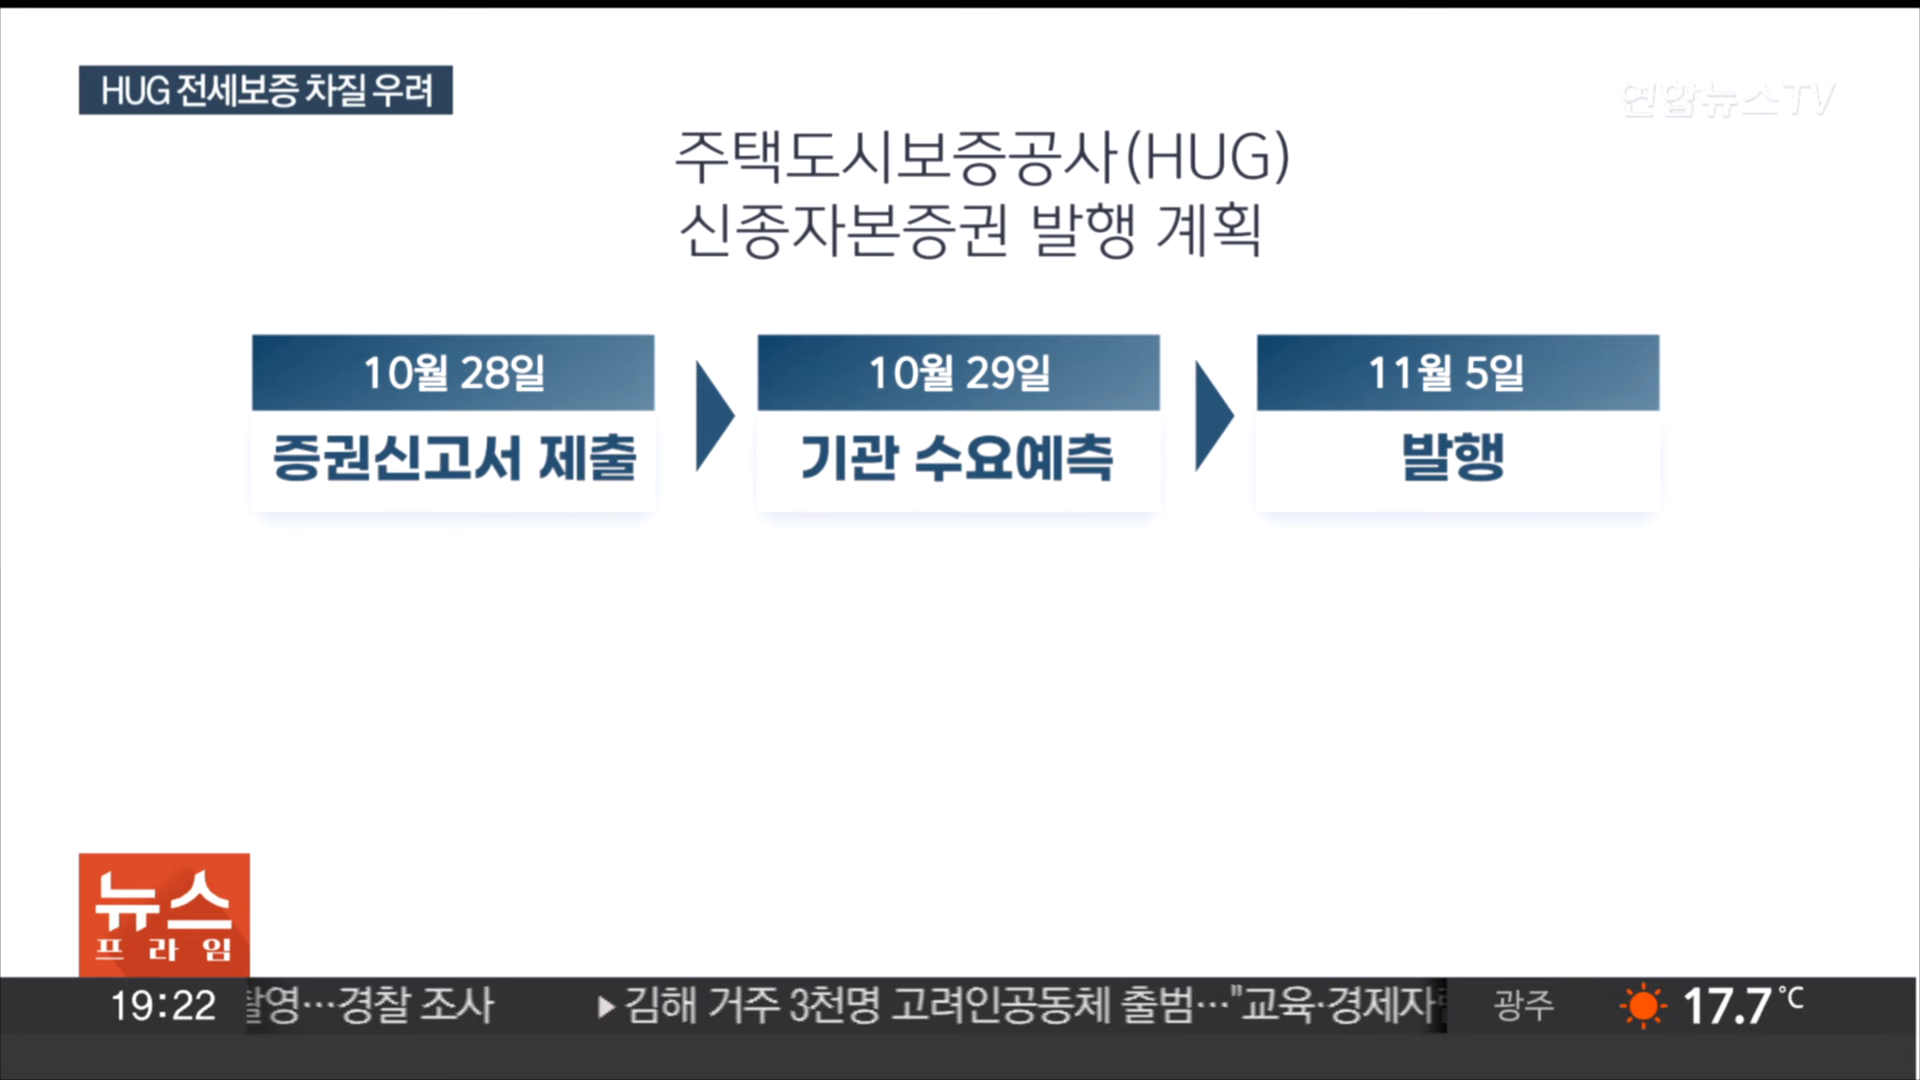 HUG 전세보증 차질 우려
연합뉴스TV
주택도시보증공사(HUG)
신종자본증권 발행 계획
10월 28일
증권신고서 제출
10월 29일
기관 수요예측
11월 5일
발행
뉴스
프라임
19:22
…경찰 조사
▶김해 거주 3천명 고려인공동체 출범…"교육·경제자
광주
17.7℃